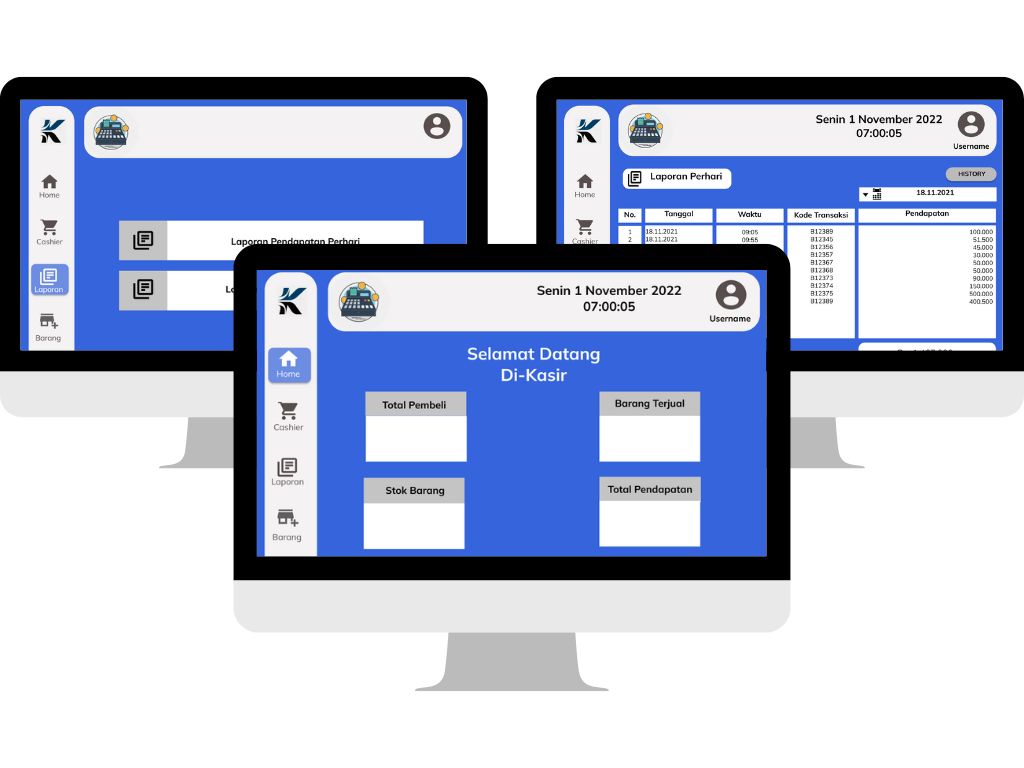 Home
Cashier
Laporan
Barang
Laporan Pendapatan Perhari
Senin 1 November 2022
07:00:05
Username
Home
Cashier
Laporan Perhari
HISTORY
18.11.2021
No. Tanggal Waktu Kode Transaksi Pendapatan
1 18.11.2021 09:05 B12389 100.000
2 18.11.2021 09:55 B12345 51.500
B12356 45.000
B12357 30.000
B12367 50.000
B12368 50.000
B12373 90.000
B12374 150.000
B12375 500.000
B12389 400.500
Senin 1 November 2022
07:00:05
Username
Home
Cashier
Laporan
Barang
Selamat Datang
Di-Kasir
Total Pembeli
Barang Terjual
Stok Barang
Total Pendapatan